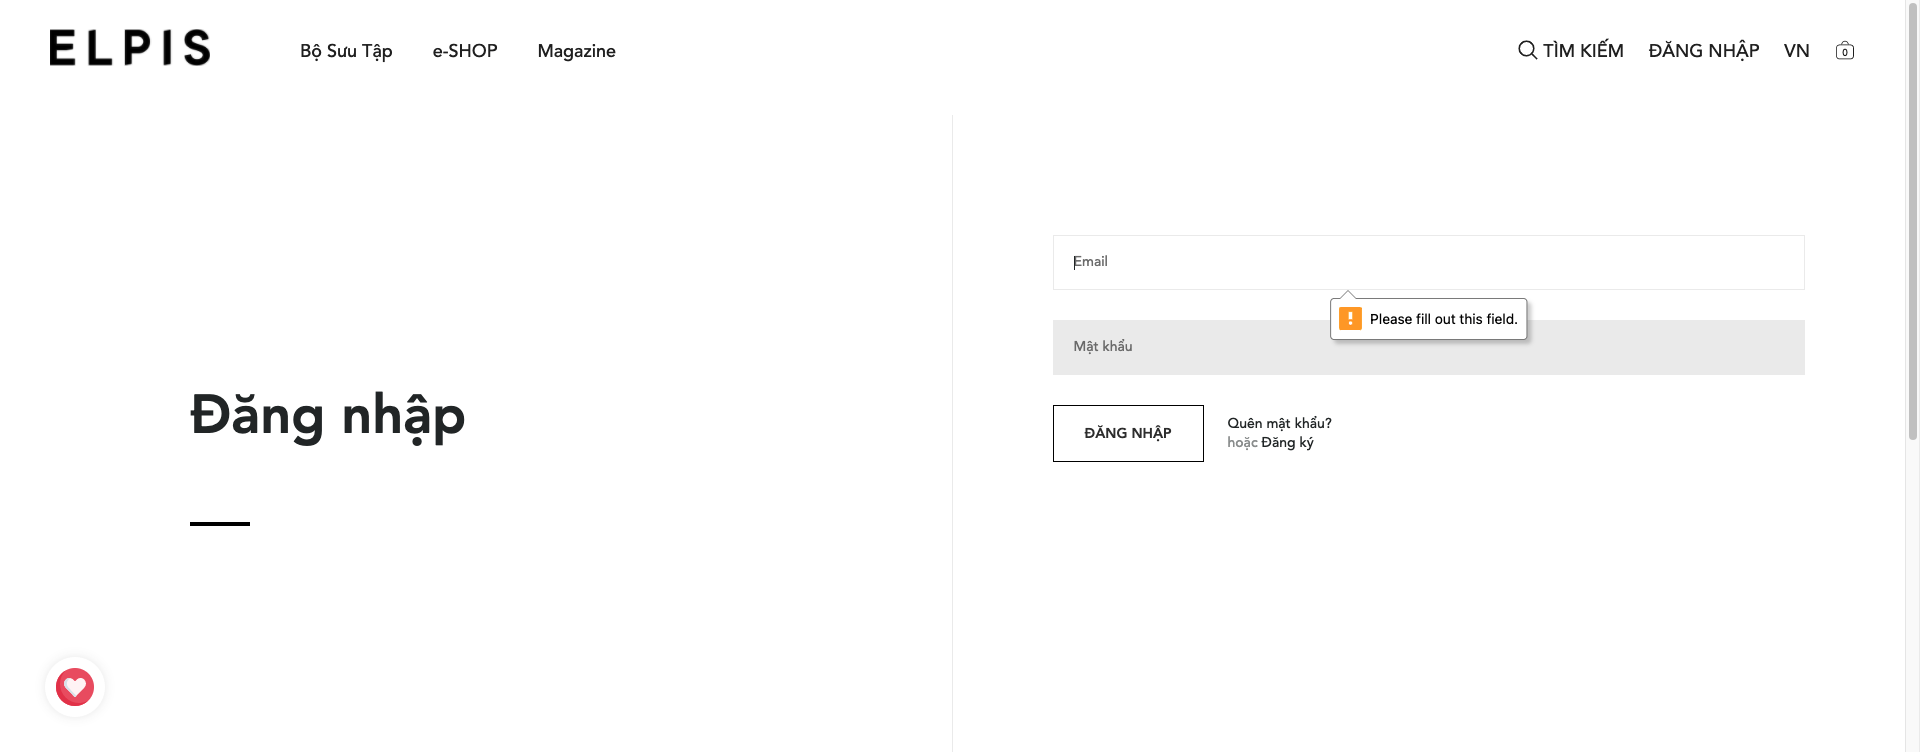 ELPIS
Bộ Sưu Tập
e-SHOP
Magazine
TÌM KIẾM
ĐĂNG NHẬP
VN
0
Đăng nhập
Email
Please fill out this field.
Mật khẩu
ĐĂNG NHẬP
Quên mật khẩu?
hoặc Đăng ký